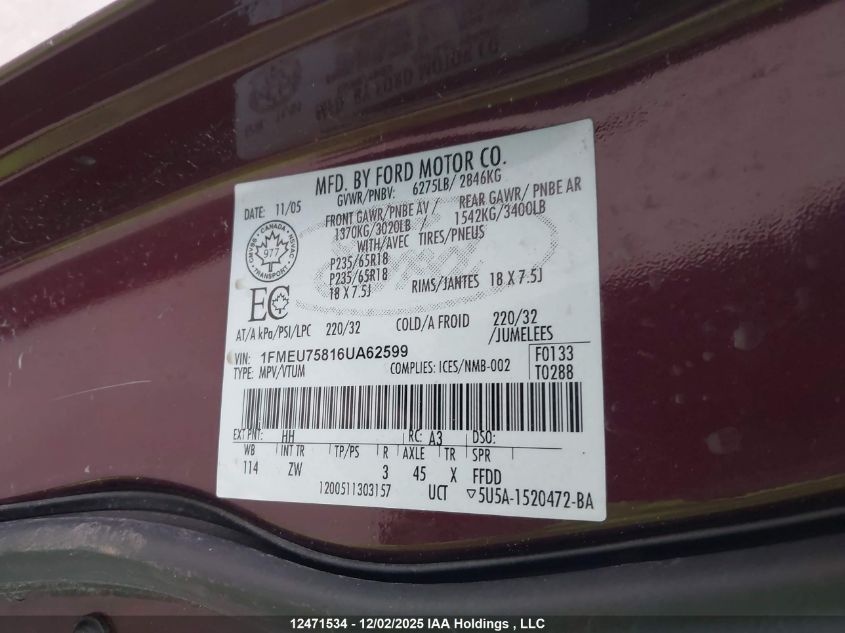 MFD. BY FORD MOTOR CO.
GVWR/PNBV: 6275LB/ 2846KG
DATE: 11/05
FRONT GAWR/PNBE AV / REAR GAWR/ PNBE AR
1370KG/3020LB / 1542KG/3400LB
WITH/AVEC TIRES/PNEUS
P235/65R18
P235/65R18
18 X 7.5J RIMS/JANTES 18 X 7.5J
CANADA
977
TRANSPORT
EC
AT/A kPa/PSI/LPC 220/32 COLD/A FROID 220/32
/JUMELEES
VIN: 1FMEU75816UA62599
TYPE: MPV/VTUM COMPLIES: ICES/NMB-002
F0133
T0288
EXT PNT: HH RC: A3 DSO:
WB INT TR TP/PS R AXLE TR SPR
114 ZW 3 45 X FFDD
1200511303157 UCT ▽5U5A-1520472-BA
12471534 - 12/02/2025 IAA Holdings , LLC